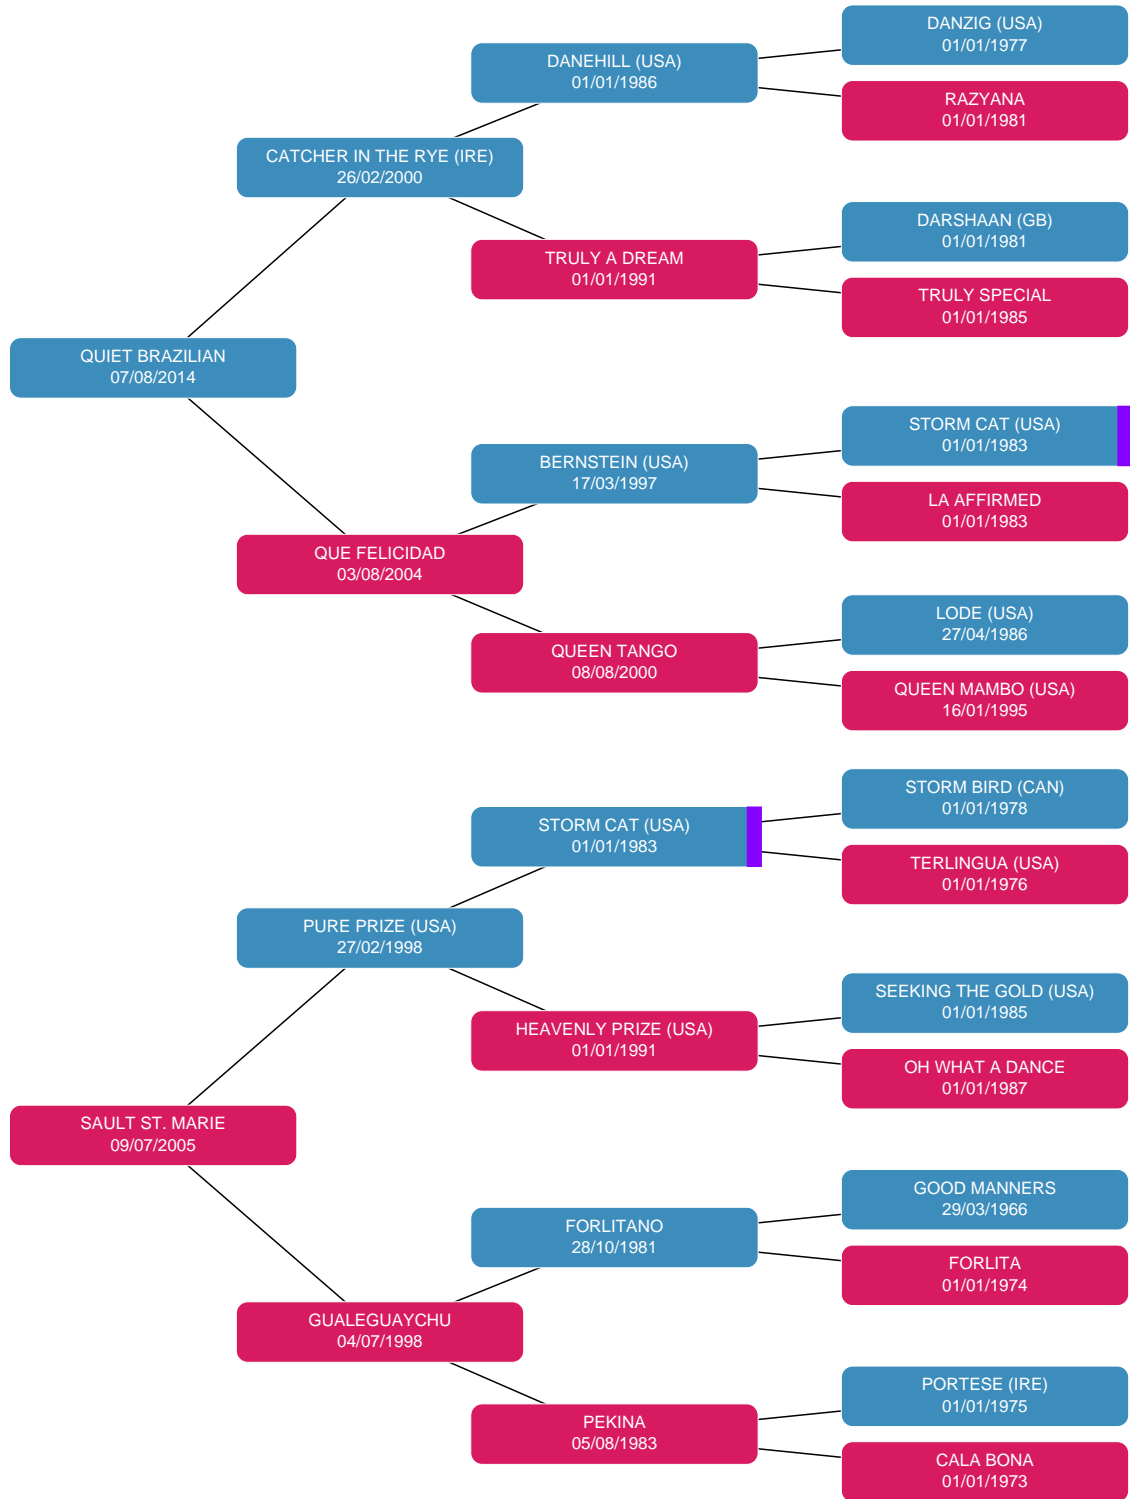 DANZIG (USA)
01/01/1977
DANEHILL (USA)
01/01/1986
RAZYANA
01/01/1981
CATCHER IN THE RYE (IRE)
26/02/2000
DARSHAAN (GB)
01/01/1981
TRULY A DREAM
01/01/1991
TRULY SPECIAL
01/01/1985
QUIET BRAZILIAN
07/08/2014
STORM CAT (USA)
01/01/1983
BERNSTEIN (USA)
17/03/1997
LA AFFIRMED
01/01/1983
QUE FELICIDAD
03/08/2004
LODE (USA)
27/04/1986
QUEEN TANGO
08/08/2000
QUEEN MAMBO (USA)
16/01/1995
STORM BIRD (CAN)
01/01/1978
STORM CAT (USA)
01/01/1983
TERLINGUA (USA)
01/01/1976
PURE PRIZE (USA)
27/02/1998
SEEKING THE GOLD (USA)
01/01/1985
HEAVENLY PRIZE (USA)
01/01/1991
OH WHAT A DANCE
01/01/1987
SAULT ST. MARIE
09/07/2005
GOOD MANNERS
29/03/1966
FORLITANO
28/10/1981
FORLITA
01/01/1974
GUALEGUAYCHU
04/07/1998
PORTESE (IRE)
01/01/1975
PEKINA
05/08/1983
CALA BONA
01/01/1973